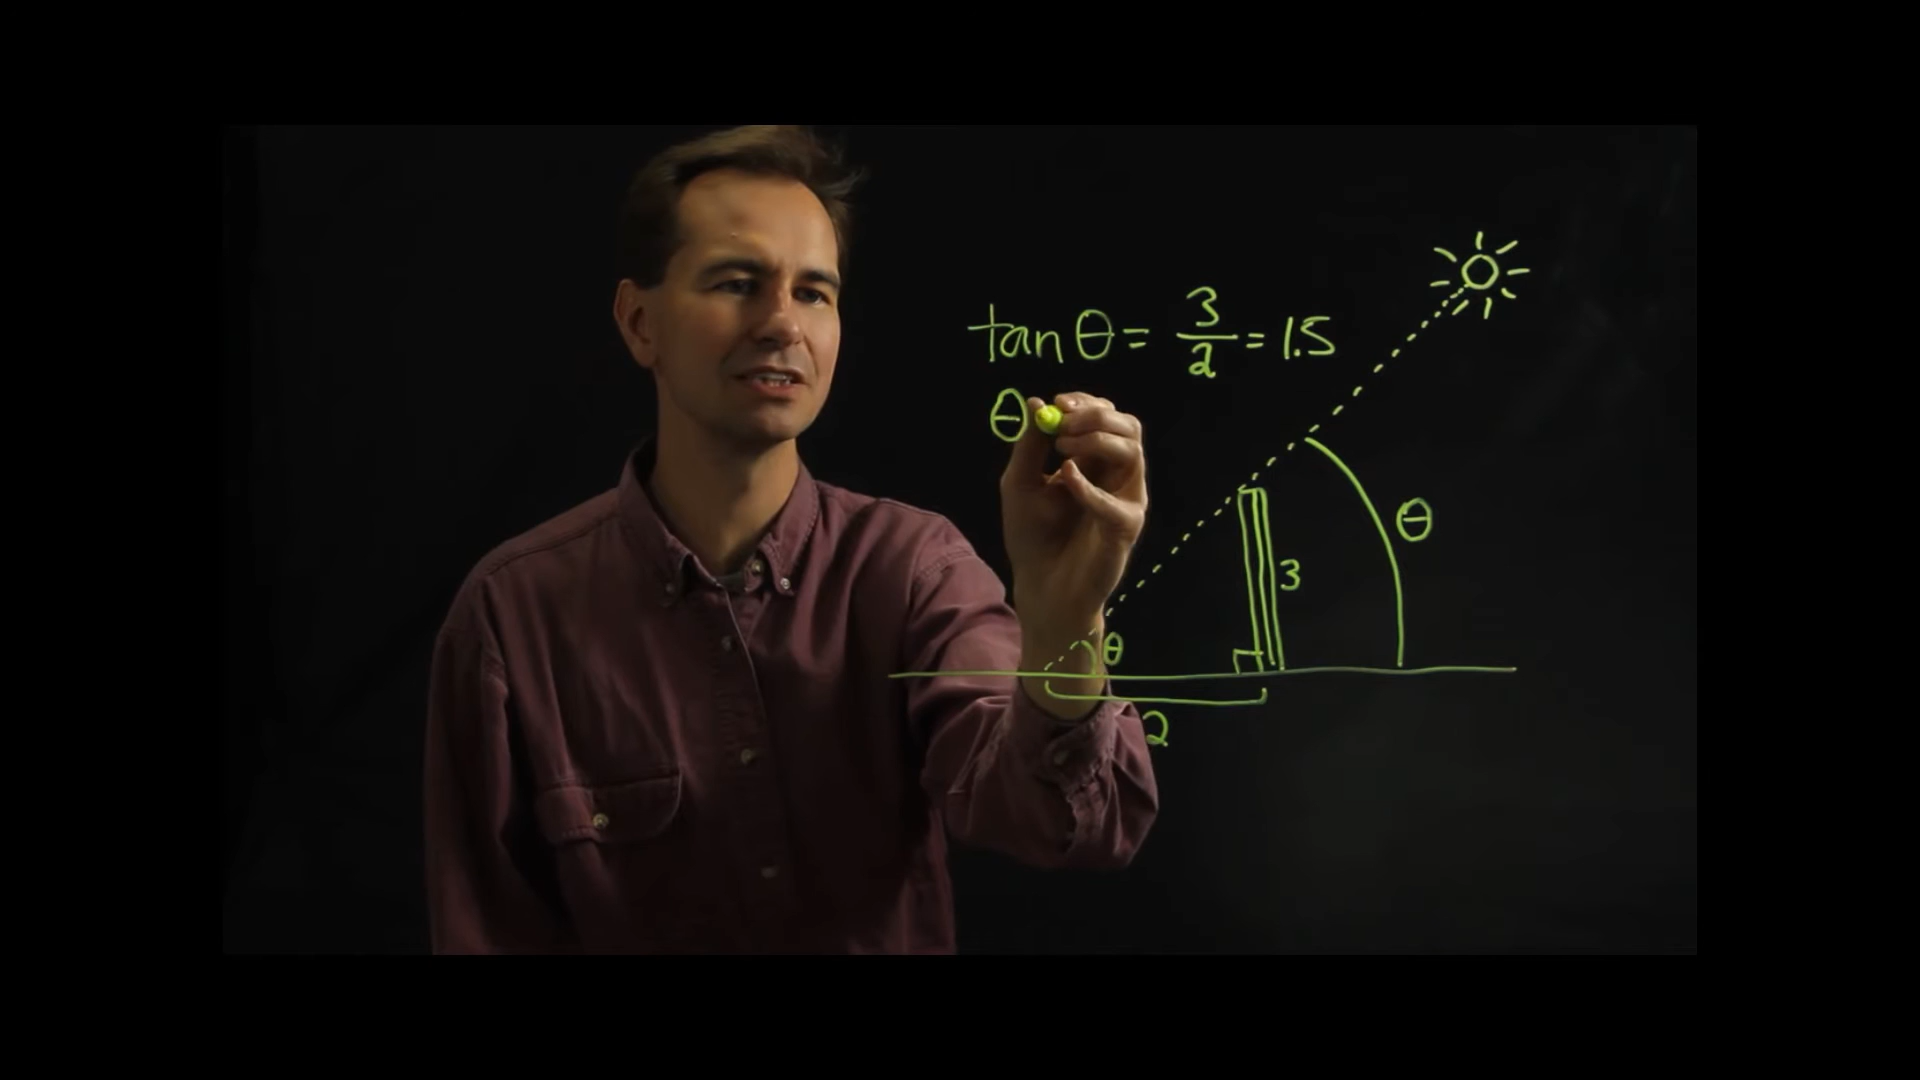 tan θ = 3/2 = 1.5
θ
θ
3
θ
2